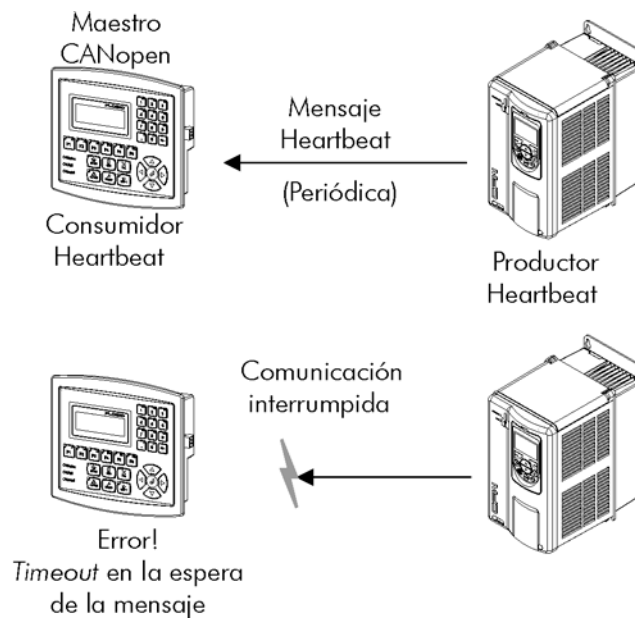 Maestro
CANopen
Mensaje
Heartbeat
(Periódica)
Consumidor
Heartbeat
Productor
Heartbeat
Comunicación
interrumpida
Error!
Timeout en la espera
de la mensaje